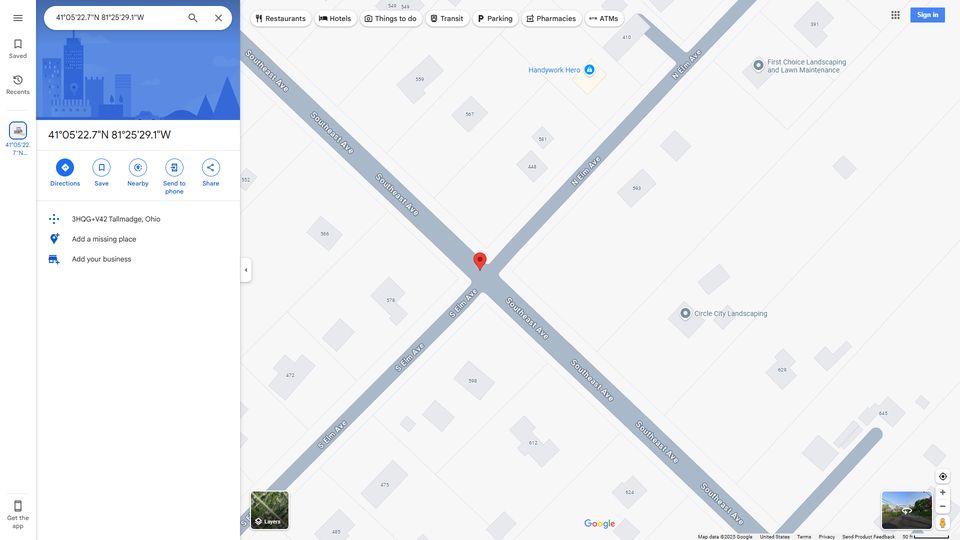 41°05'22.7"N 81°25'29.1"W
Saved
Recents
41°05'22.
7"N...
Get the
app
41°05'22.7"N 81°25'29.1"W
Directions
Save
Nearby
Send to
phone
Share
3HQG+V42 Tallmadge, Ohio
Add a missing place
Add your business
Restaurants
Hotels
Things to do
Transit
Parking
Pharmacies
ATMs
Sign in
549
549
410
391
Southeast Ave
N Elm Ave
First Choice Landscaping
and Lawn Maintenance
Handywork Hero
559
567
Southeast Ave
581
448
N Elm Ave
552
593
Southeast Ave
566
578
S Elm Ave
Southeast Ave
Circle City Landscaping
S Elm Ave
472
598
Southeast Ave
629
645
S Elm Ave
612
Southeast Ave
475
624
Southeast Ave
485
S E
Layers
Google
Map data ©2025 Google
United States
Terms
Privacy
Send Product Feedback
50 ft